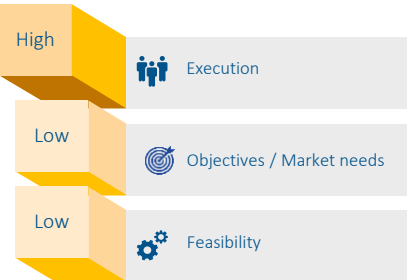 High
Execution
Low
Objectives / Market needs
Low
Feasibility